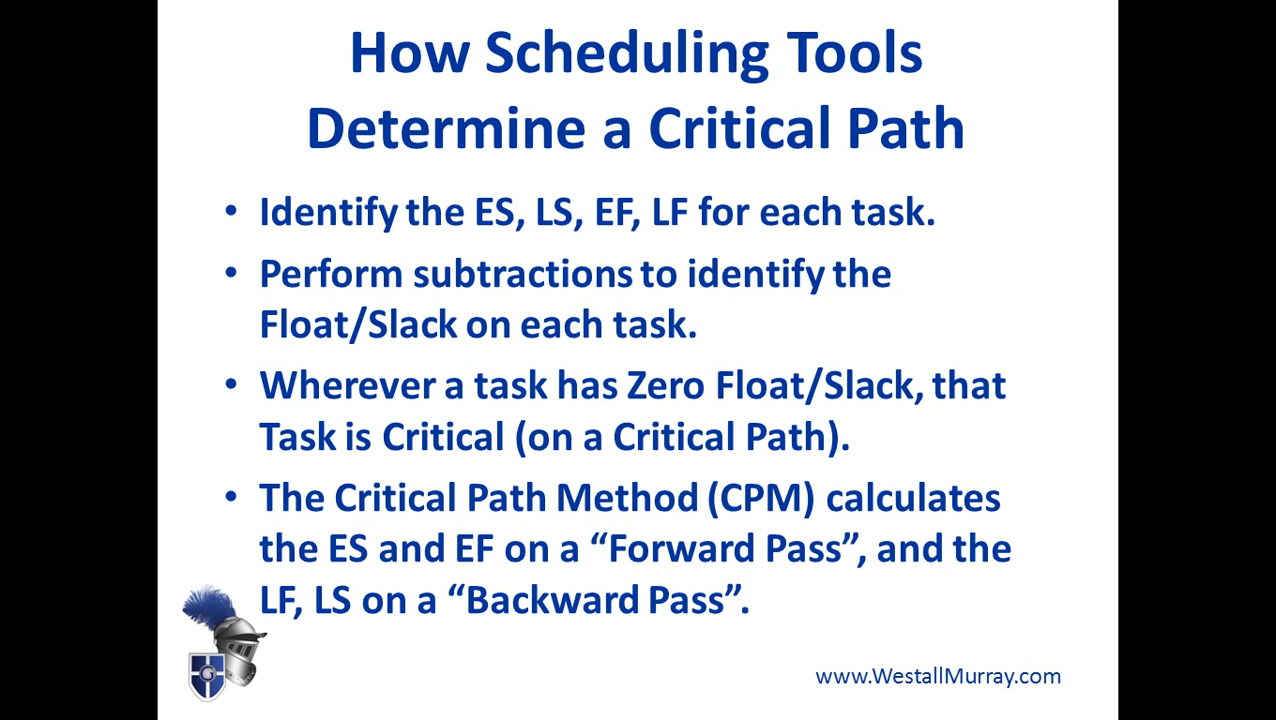 How Scheduling Tools
Determine a Critical Path
• Identify the ES, LS, EF, LF for each task.
• Perform subtractions to identify the
Float/Slack on each task.
• Wherever a task has Zero Float/Slack, that
Task is Critical (on a Critical Path).
• The Critical Path Method (CPM) calculates
the ES and EF on a “Forward Pass”, and the
LF, LS on a “Backward Pass”.
G
www.WestallMurray.com